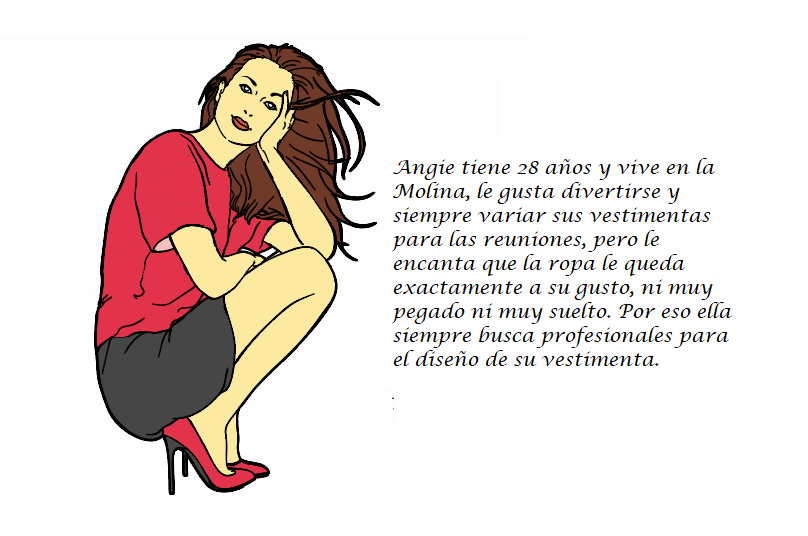 Angie tiene 28 años y vive en la
Molina, le gusta divertirse y
siempre variar sus vestimentas
para las reuniones, pero le
encanta que la ropa le queda
exactamente a su gusto, ni muy
pegado ni muy suelto. Por eso ella
siempre busca profesionales para
el diseño de su vestimenta.